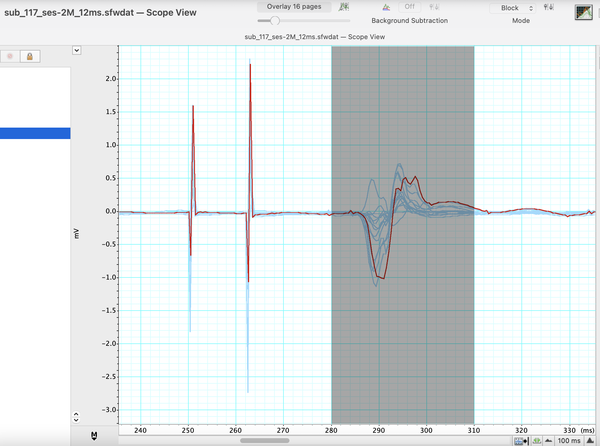 Overlay 16 pages
Off
Block
sub_117_ses-2M_12ms.sfwdat — Scope View
Background Subtraction
Mode
sub_117_ses-2M_12ms.sfwdat — Scope View
2.0
1.5
1.0
0.5
0.0
-0.5
-1.0
-1.5
-2.0
-2.5
-3.0
mV
240
250
260
270
280
290
300
310
320
330
(ms)
100 ms